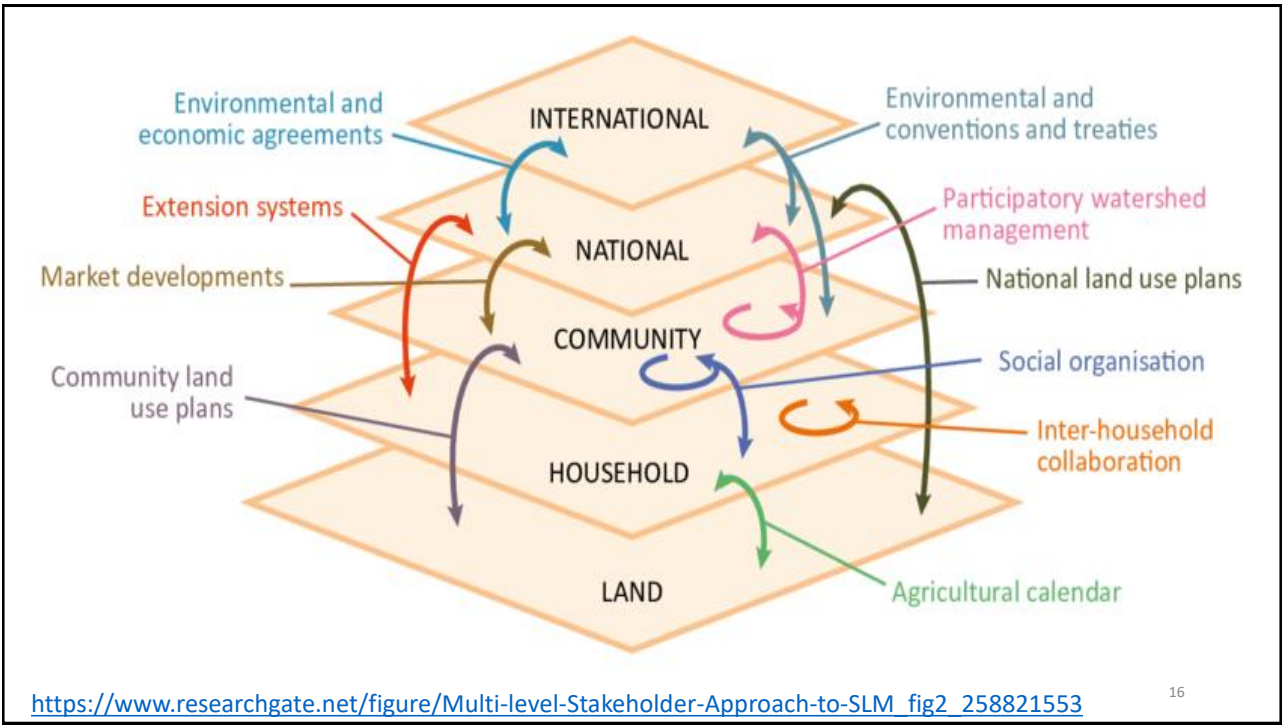 INTERNATIONAL
NATIONAL
COMMUNITY
HOUSEHOLD
LAND
Environmental and
economic agreements
Extension systems
Market developments
Community land
use plans
Environmental and
conventions and treaties
Participatory watershed
management
National land use plans
Social organisation
Inter-household
collaboration
Agricultural calendar
https://www.researchgate.net/figure/Multi-level-Stakeholder-Approach-to-SLM_fig2_258821553
16